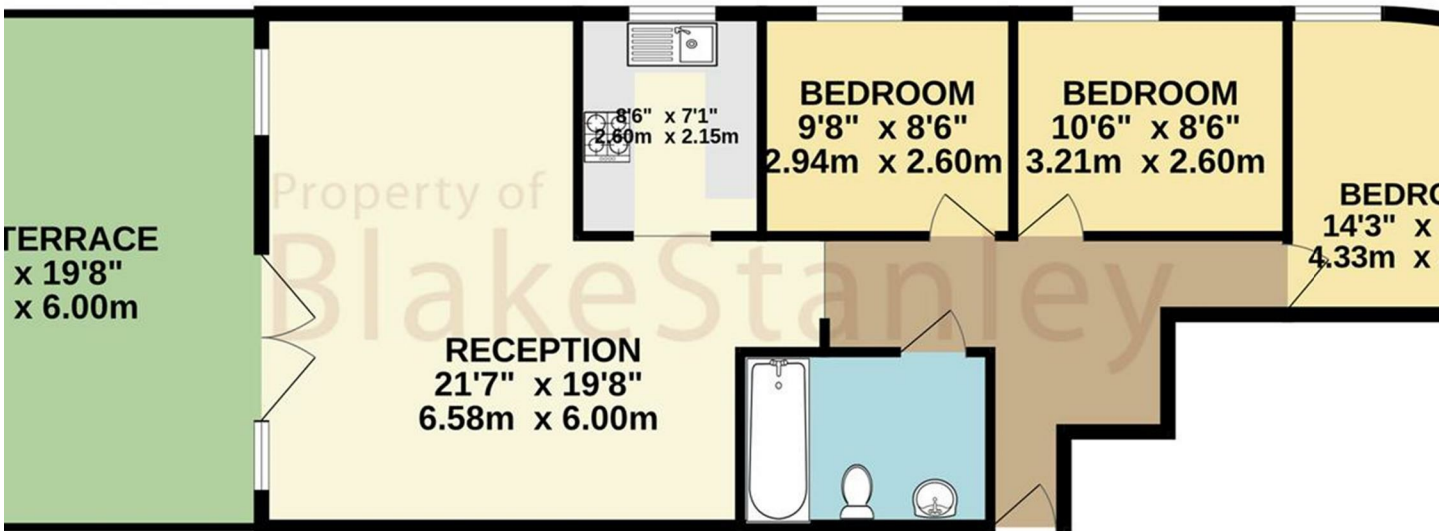 TERRACE
x 19'8"
x 6.00m
Property of
BlakeStanley
RECEPTION
21'7" x 19'8"
6.58m x 6.00m
8'6" x 7'1"
2.60m x 2.15m
BEDROOM
9'8" x 8'6"
2.94m x 2.60m
BEDROOM
10'6" x 8'6"
3.21m x 2.60m
BEDRO
14'3" x
4.33m x